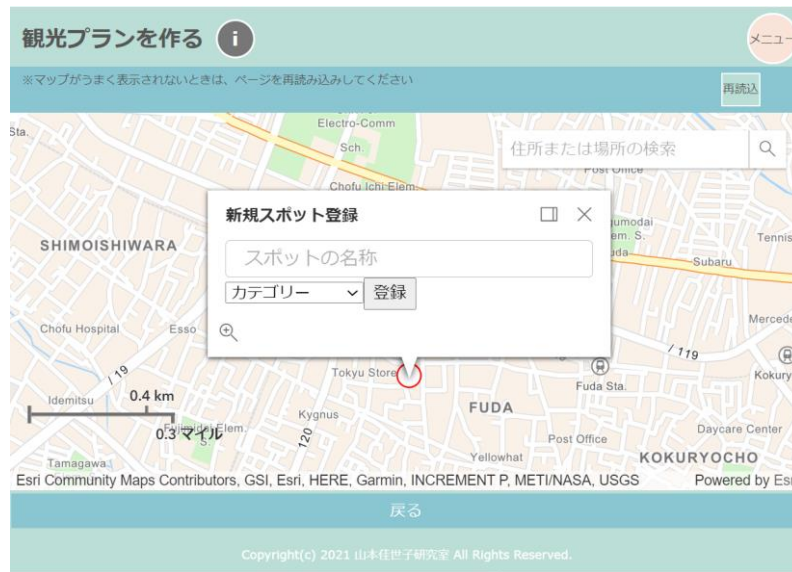 観光プランを作る i
メニュー
※マップがうまく表示されないときは、ページを再読み込みしてください
再読込
Electro-Comm
Sch.
Sta.
住所または場所の検索
Post Office
Chofu Ichi Elem.
新規スポット登録
スポットの名称
カテゴリー
登録
SHIMOISHIWARA
Tennis
Subaru
Chofu Hospital
Esso
119
Tokyu Store
Fuda Sta.
19
Idemitsu
0.4 km
0.3 マイル
Kygnus
120
FUDA
Post Office
Daycare Center
Yellowhat
KOKURYOCHO
Tamagawa
Esri Community Maps Contributors, GSI, Esri, HERE, Garmin, INCREMENT P, METI/NASA, USGS
Powered by Esri
戻る
Copyright(c) 2021 山本佳世子研究室 All Rights Reserved.